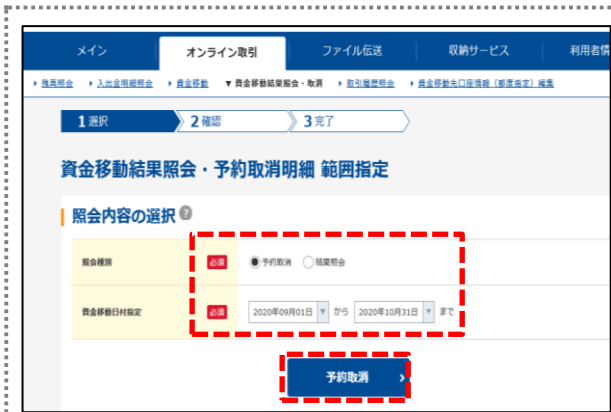 メイン オンライン取引 ファイル伝送 収納サービス 利用者情
残高照会 入出金明細照会 資金移動 ▼資金移動結果照会・取消 取引履歴照会 資金移動先口座情報（都度指定）編集
1 選択 2 確認 3 完了
資金移動結果照会・予約取消明細 範囲指定
照会内容の選択 ?
照会種別 必須 予約取消 結果照会
資金移動日付指定 必須 2020年09月01日 ▼ から 2020年10月31日 ▼ まで
予約取消 >